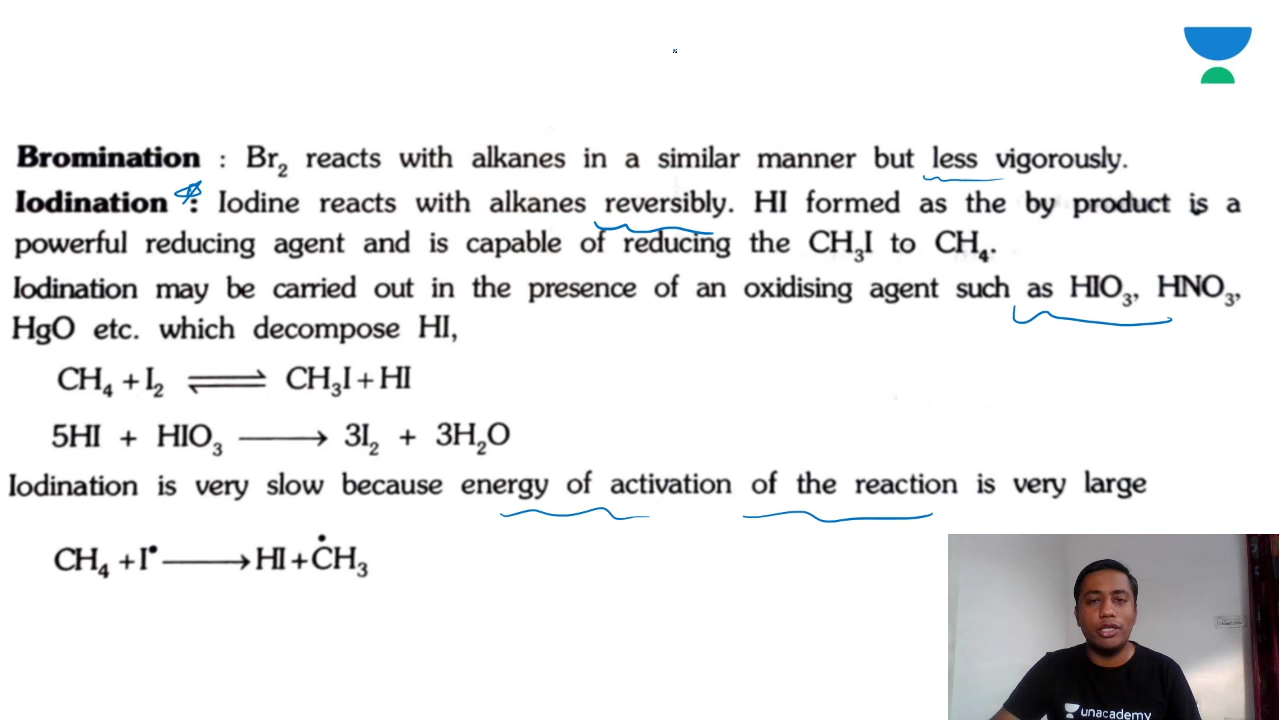 Bromination : Br₂ reacts with alkanes in a similar manner but less vigorously.
Iodination : Iodine reacts with alkanes reversibly. HI formed as the by product is a
powerful reducing agent and is capable of reducing the CH₃I to CH₄.
Iodination may be carried out in the presence of an oxidising agent such as HIO₃, HNO₃,
HgO etc. which decompose HI,
CH₄ + I₂ ⇌ CH₃I + HI
5HI + HIO₃ ⟶ 3I₂ + 3H₂O
Iodination is very slow because energy of activation of the reaction is very large
CH₄ + I• ⟶ HI + ĊH₃
unacademy